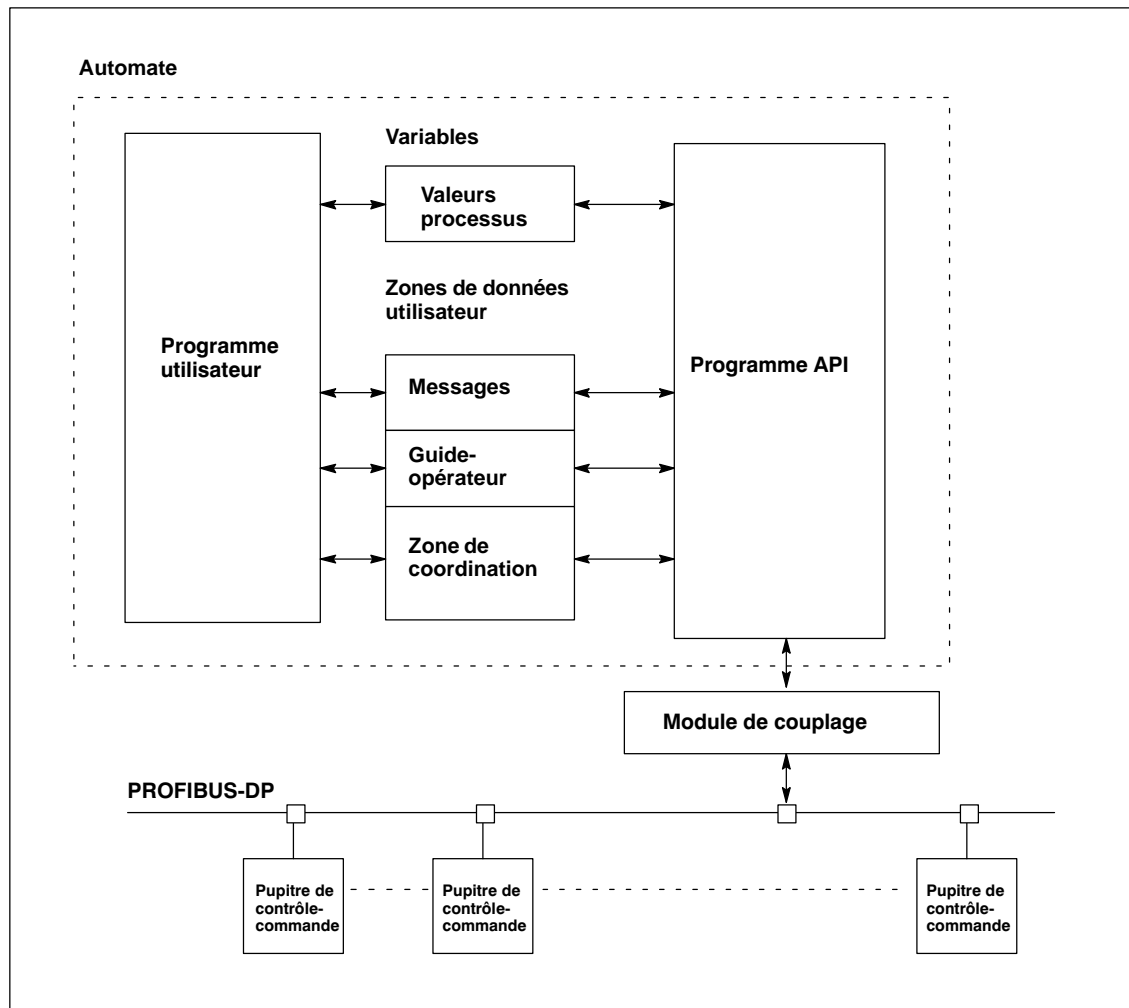 Automate
Variables
Valeurs
processus
Zones de données
utilisateur
Programme
utilisateur
Programme API
Messages
Guide-
opérateur
Zone de
coordination
Module de couplage
PROFIBUS-DP
Pupitre de
contrôle-
commande
Pupitre de
contrôle-
commande
Pupitre de
contrôle-
commande